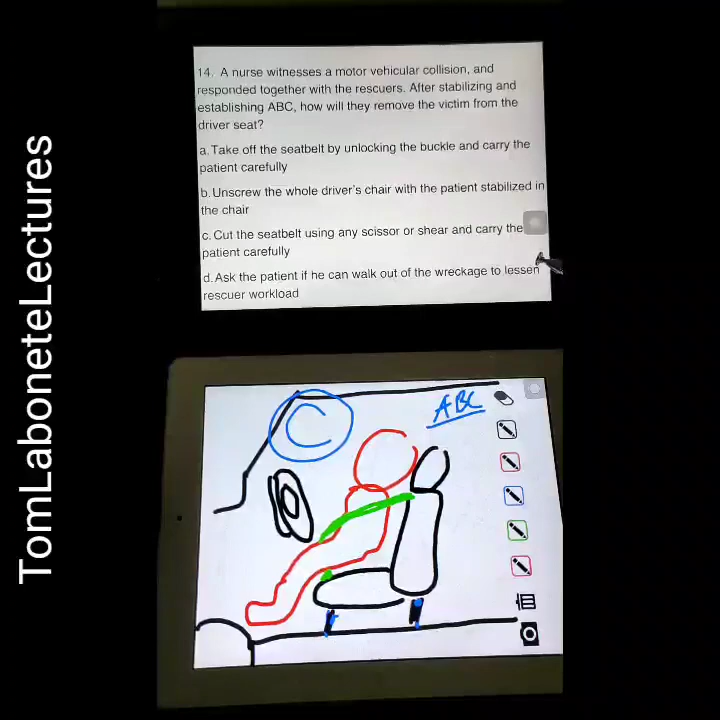 TomLaboneteLectures
14. A nurse witnesses a motor vehicular collision, and
responded together with the rescuers. After stabilizing and
establishing ABC, how will they remove the victim from the
driver seat?
a. Take off the seatbelt by unlocking the buckle and carry the
patient carefully
b. Unscrew the whole driver's chair with the patient stabilized in
the chair
c. Cut the seatbelt using any scissor or shear and carry the
patient carefully
d. Ask the patient if he can walk out of the wreckage to lessen
rescuer workload
C
ABC